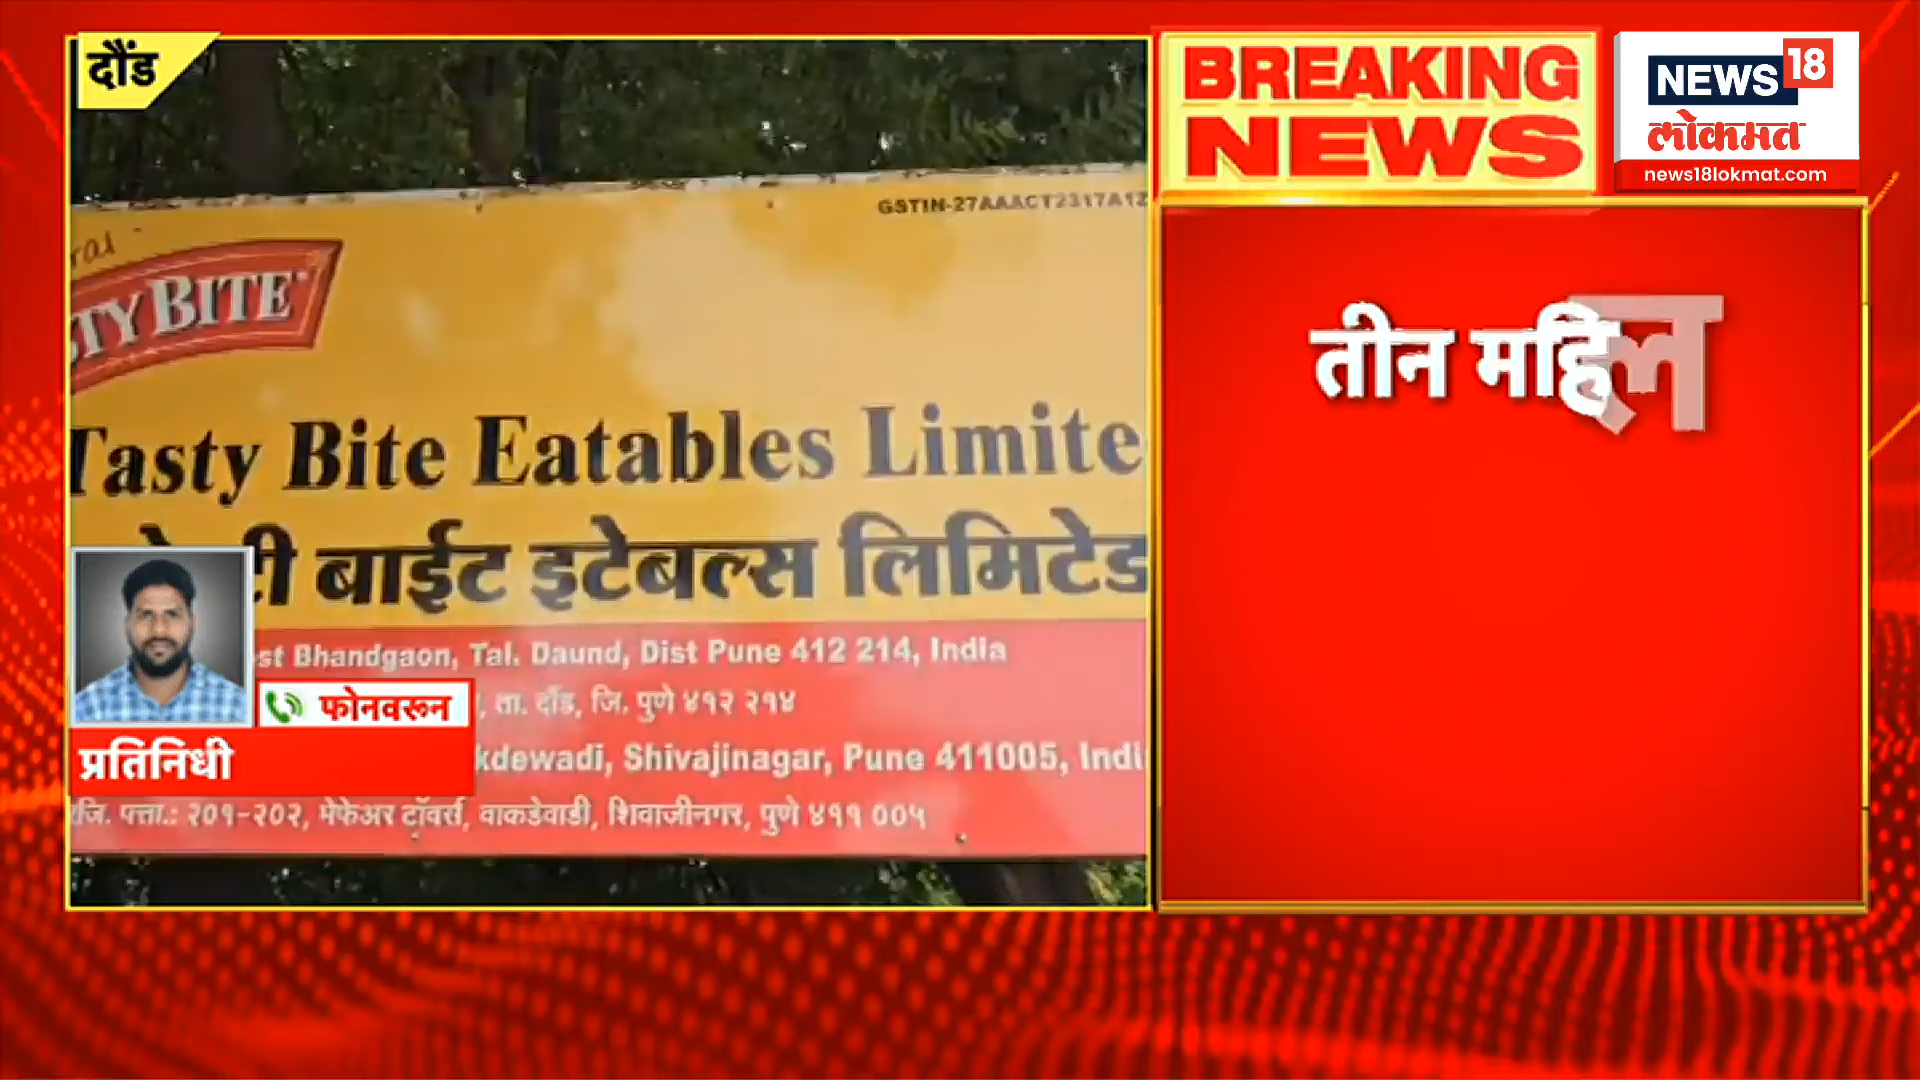 दौंड
BREAKING
NEWS
NEWS 18
लोकमत
news18lokmat.com
GSTIN-27AAACT2317A1Z
BITE
Tasty Bite Eatables Limite
बाईट इटेबल्स लिमिटेड
Bhandgaon, Tal. Daund, Dist Pune 412 214, India
ता. दौंड, जि. पुणे ४१२ २१४
kdewadi, Shivajinagar, Pune 411005, Indi
पत्ता.: २०१-२०२, मेफेअर टॉवर्स, वाकडेवाडी, शिवाजीनगर, पुणे ४११ ००५
फोनवरून
प्रतिनिधी
तीन महिल